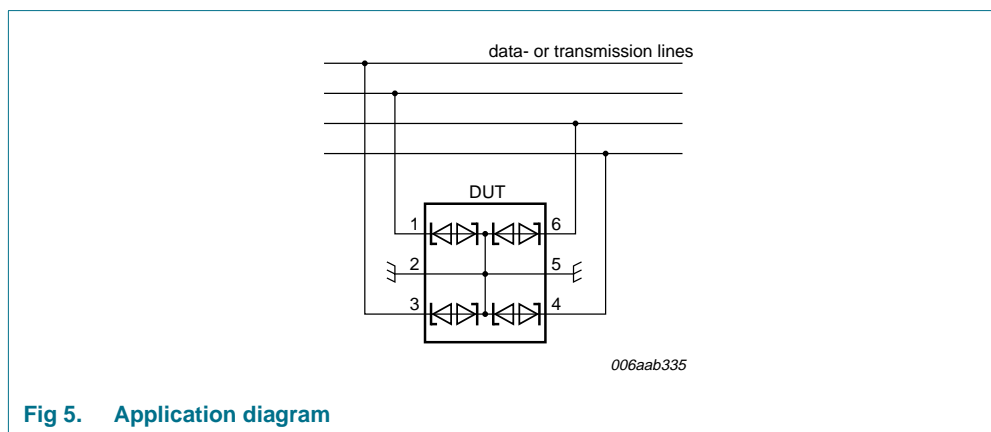 data- or transmission lines
DUT
1 6
2 5
3 4
006aab335
Fig 5. Application diagram